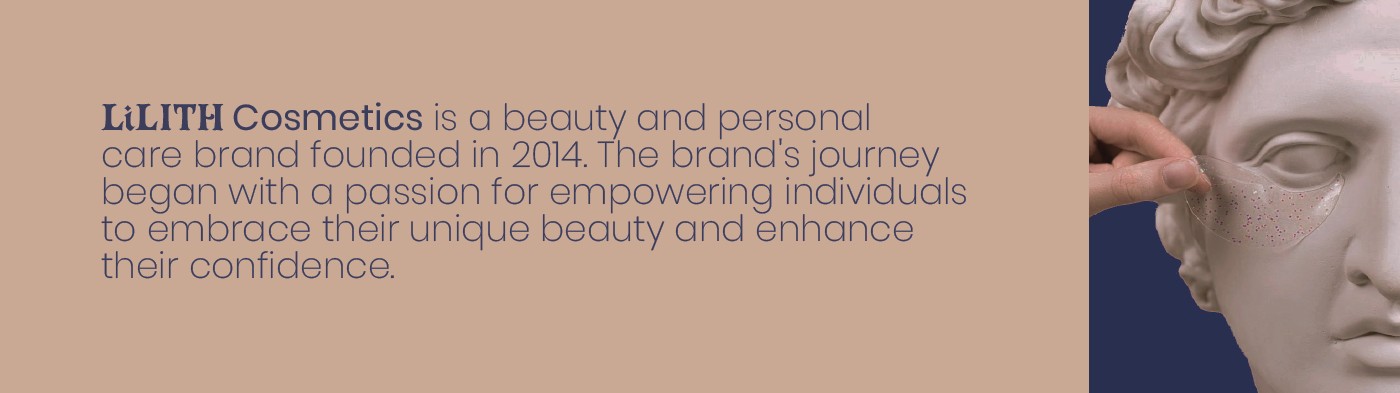 LiLITH Cosmetics is a beauty and personal
care brand founded in 2014. The brand's journey
began with a passion for empowering individuals
to embrace their unique beauty and enhance
their confidence.